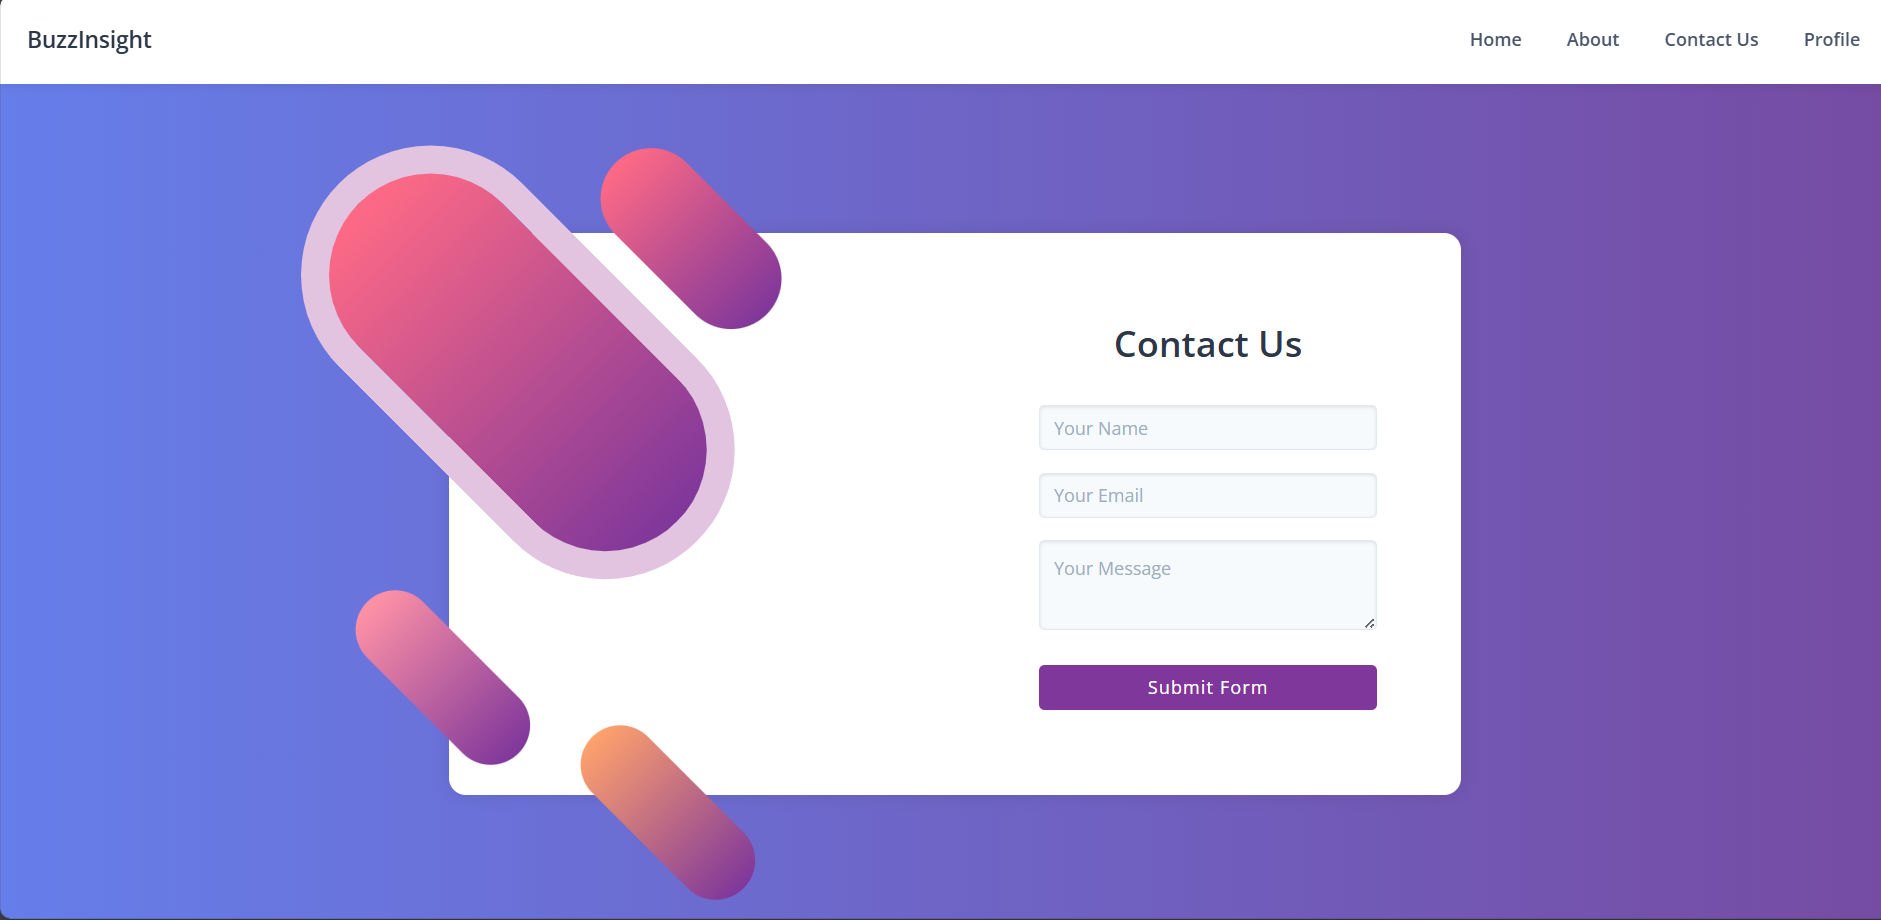 BuzzInsight
Home About Contact Us Profile
Contact Us
Your Name
Your Email
Your Message
Submit Form